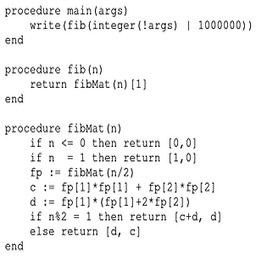 procedure main(args)
    write(fib(integer(!args) | 1000000))
end

procedure fib(n)
    return fibMat(n)[1]
end

procedure fibMat(n)
    if n <= 0 then return [0,0]
    if n  = 1 then return [1,0]
    fp := fibMat(n/2)
    c := fp[1]*fp[1] + fp[2]*fp[2]
    d := fp[1]*(fp[1]+2*fp[2])
    if n%2 = 1 then return [c+d, d]
    else return [d, c]
end